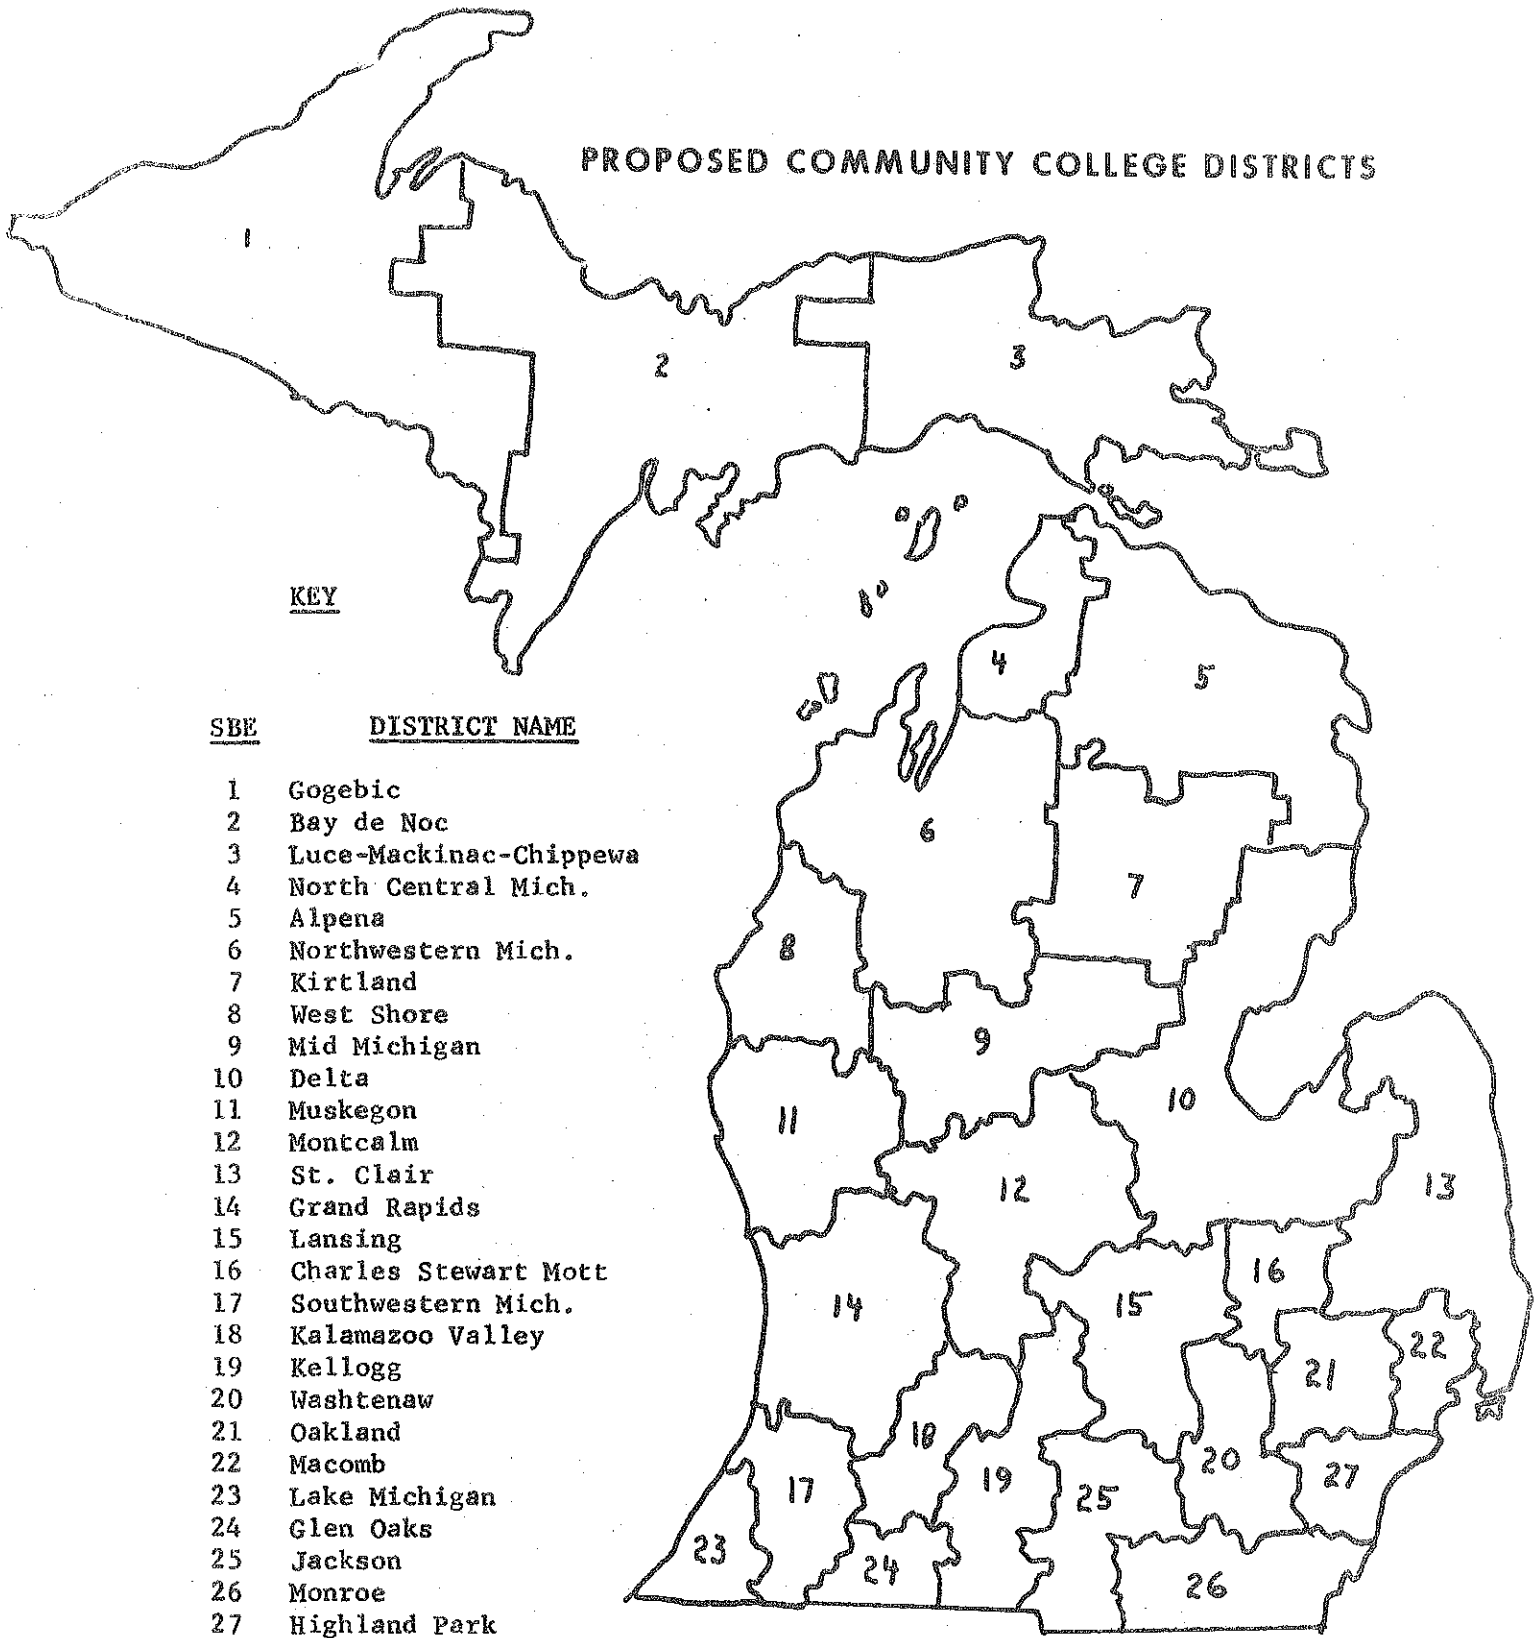 PROPOSED COMMUNITY COLLEGE DISTRICTS
1
2
3
KEY
4
5
SBE DISTRICT NAME
1 Gogebic
2 Bay de Noc
3 Luce-Mackinac-Chippewa
4 North Central Mich.
5 Alpena
6 Northwestern Mich.
7 Kirtland
8 West Shore
9 Mid Michigan
10 Delta
11 Muskegon
12 Montcalm
13 St. Clair
14 Grand Rapids
15 Lansing
16 Charles Stewart Mott
17 Southwestern Mich.
18 Kalamazoo Valley
19 Kellogg
20 Washtenaw
21 Oakland
22 Macomb
23 Lake Michigan
24 Glen Oaks
25 Jackson
26 Monroe
27 Highland Park
6
7
8
9
10
11
12
13
14
15
16
17
18
19
20
21
22
23
24
25
26
27